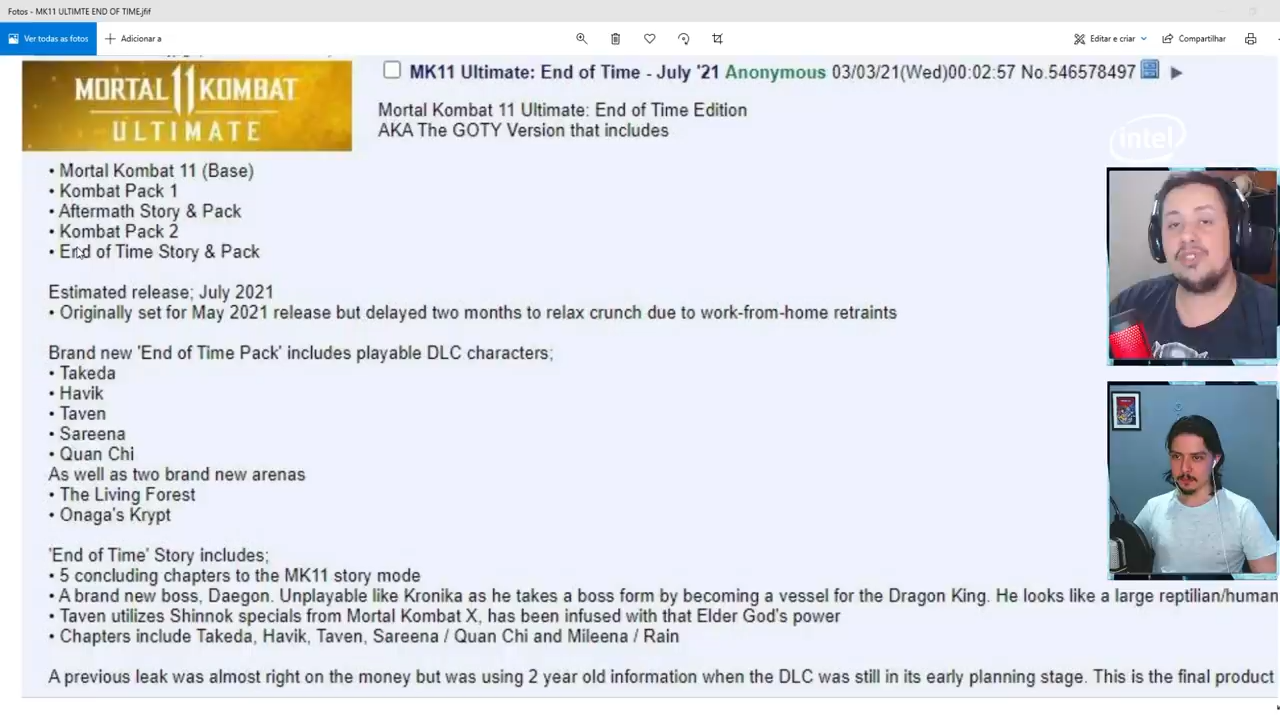 Fotos - MK11 ULTIMTE END OF TIME.jfif
Ver todas as fotos
Adicionar a
Editar e criar
Compartilhar
MORTAL 11 KOMBAT
ULTIMATE
MK11 Ultimate: End of Time - July '21 Anonymous 03/03/21(Wed)00:02:57 No.546578497
Mortal Kombat 11 Ultimate: End of Time Edition
AKA The GOTY Version that includes
intel
• Mortal Kombat 11 (Base)
• Kombat Pack 1
• Aftermath Story & Pack
• Kombat Pack 2
• End of Time Story & Pack
Estimated release; July 2021
• Originally set for May 2021 release but delayed two months to relax crunch due to work-from-home retraints
Brand new 'End of Time Pack' includes playable DLC characters;
• Takeda
• Havik
• Taven
• Sareena
• Quan Chi
As well as two brand new arenas
• The Living Forest
• Onaga's Krypt
'End of Time' Story includes;
• 5 concluding chapters to the MK11 story mode
• A brand new boss, Daegon. Unplayable like Kronika as he takes a boss form by becoming a vessel for the Dragon King. He looks like a large reptilian/human
• Taven utilizes Shinnok specials from Mortal Kombat X, has been infused with that Elder God's power
• Chapters include Takeda, Havik, Taven, Sareena / Quan Chi and Mileena / Rain
A previous leak was almost right on the money but was using 2 year old information when the DLC was still in its early planning stage. This is the final product